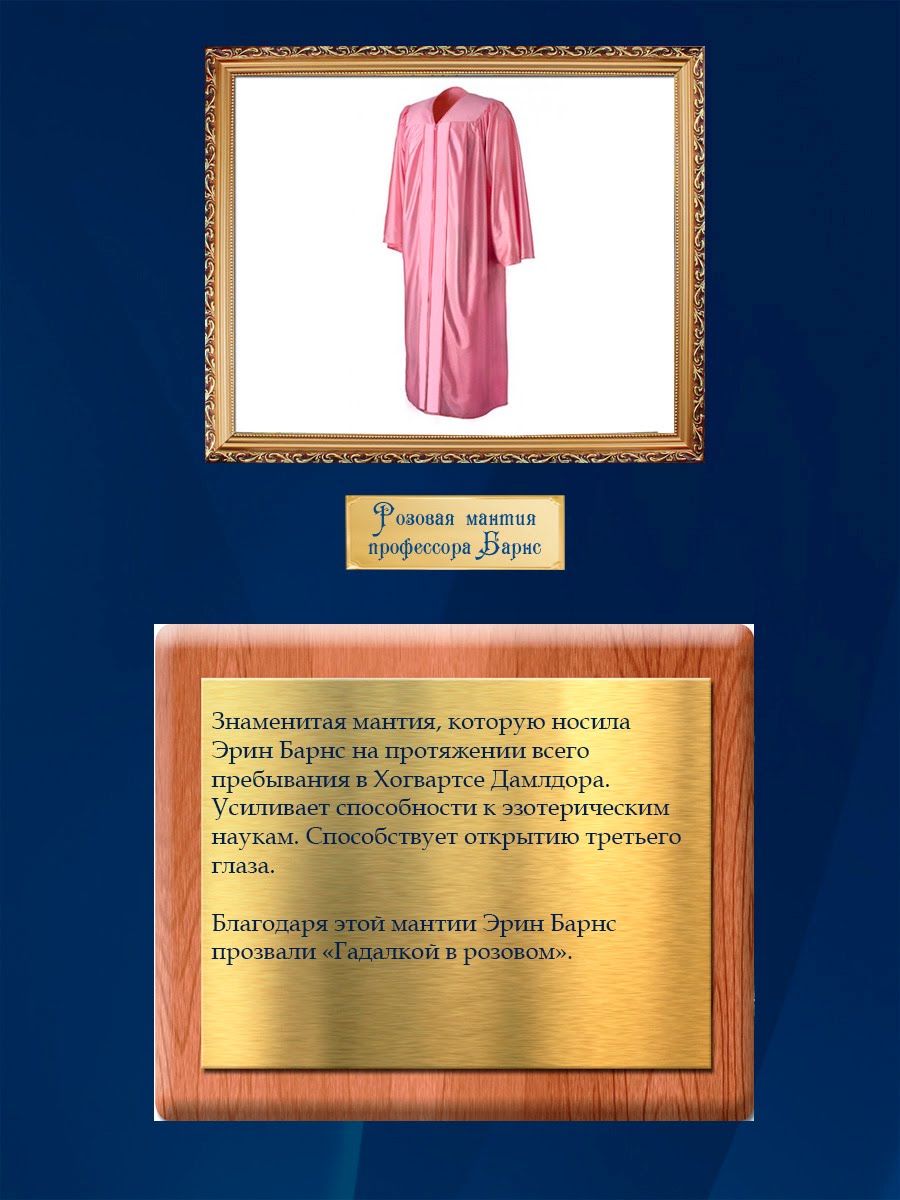 Розовая мантия
профессора Барнс
Знаменитая мантия, которую носила
Эрин Барнс на протяжении всего
пребывания в Хогвартсе Дамлдора.
Усиливает способности к эзотерическим
наукам. Способствует открытию третьего
глаза.
Благодаря этой мантии Эрин Барнс
прозвали «Гадалкой в розовом».